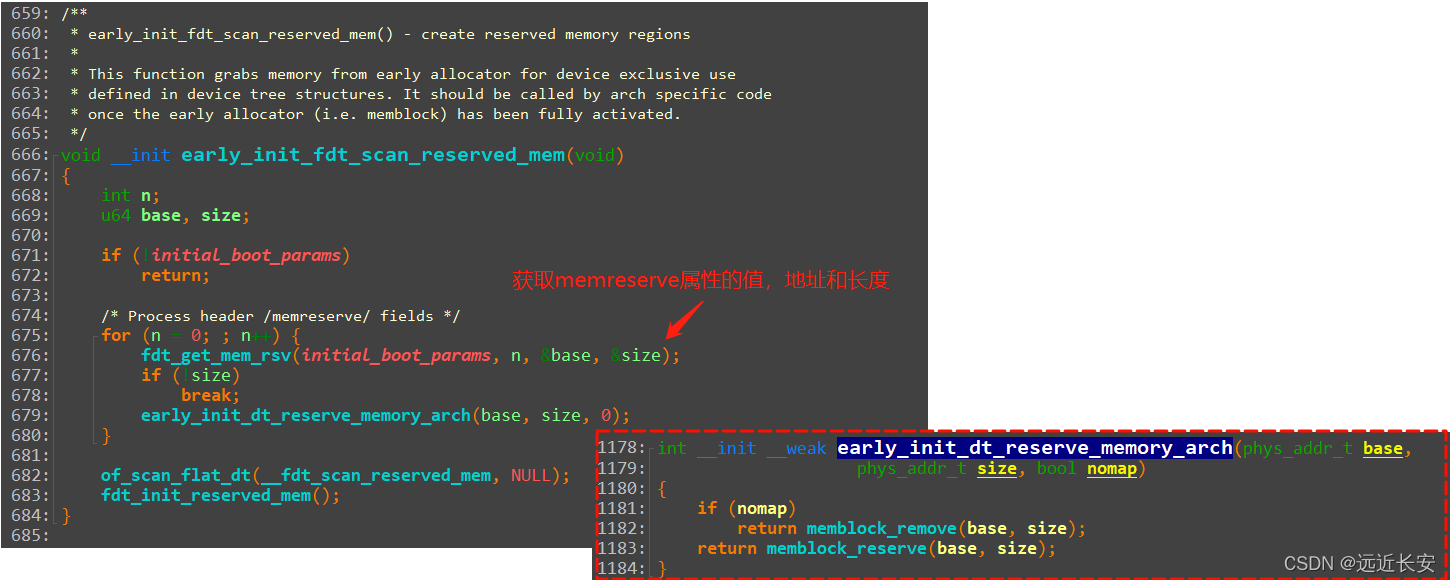 659: /**
660:  * early_init_fdt_scan_reserved_mem() - create reserved memory regions
661:  *
662:  * This function grabs memory from early allocator for device exclusive use
663:  * defined in device tree structures. It should be called by arch specific code
664:  * once the early allocator (i.e. memblock) has been fully activated.
665:  */
666: void __init early_init_fdt_scan_reserved_mem(void)
667: {
668:     int n;
669:     u64 base, size;
670:
671:     if (!initial_boot_params)
672:         return;
673:
获取memreserve属性的值，地址和长度
674:     /* Process header /memreserve/ fields */
675:     for (n = 0; ; n++) {
676:         fdt_get_mem_rsv(initial_boot_params, n, &base, &size);
677:         if (!size)
678:             break;
679:         early_init_dt_reserve_memory_arch(base, size, 0);
680:     }
681:
682:     of_scan_flat_dt(__fdt_scan_reserved_mem, NULL);
683:     fdt_init_reserved_mem();
684: }
685:
1178: int __init __weak early_init_dt_reserve_memory_arch(phys_addr_t base,
1179:                     phys_addr_t size, bool nomap)
1180: {
1181:     if (nomap)
1182:         return memblock_remove(base, size);
1183:     return memblock_reserve(base, size);
1184: }
CSDN @远近长安